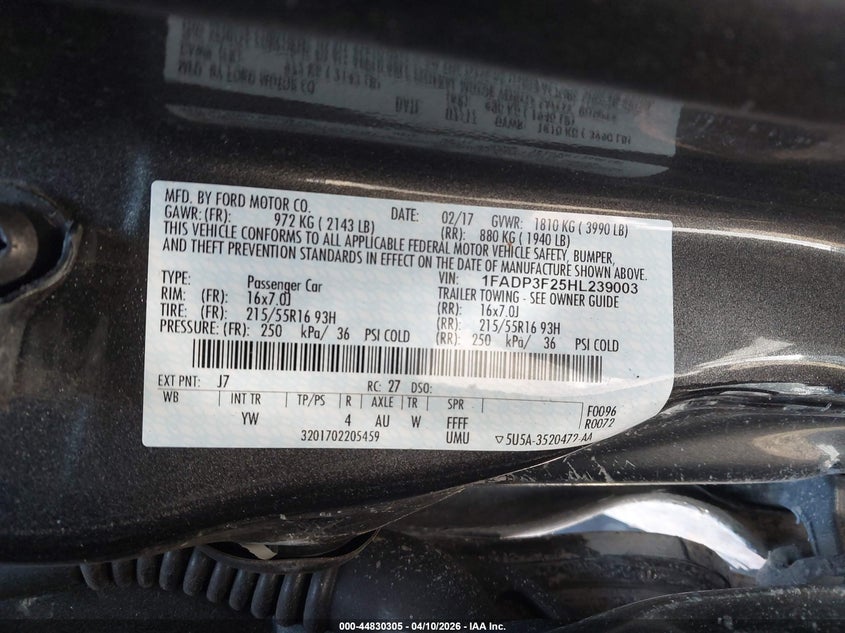 MFD. BY FORD MOTOR CO.
DATE: 02/17 GVWR: 1810 KG ( 3990 LB)
GAWR: (FR): 972 KG ( 2143 LB) (RR): 880 KG ( 1940 LB)
THIS VEHICLE CONFORMS TO ALL APPLICABLE FEDERAL MOTOR VEHICLE SAFETY, BUMPER,
AND THEFT PREVENTION STANDARDS IN EFFECT ON THE DATE OF MANUFACTURE SHOWN ABOVE.
VIN: 1FADP3F25HL239003
TYPE: Passenger Car TRAILER TOWING - SEE OWNER GUIDE
RIM: (FR): 16x7.0J (RR): 16x7.0J
TIRE: (FR): 215/55R16 93H (RR): 215/55R16 93H
PRESSURE: (FR): 250 kPa/ 36 PSI COLD (RR): 250 kPa/ 36 PSI COLD
EXT PNT: J7 RC: 27 DSO:
WB INT TR TP/PS R AXLE TR SPR F0096
YW 4 AU W FFFF R0072
3201702205459 UMU ▽5U5A-3520472-AA
000-44830305 - 04/10/2026 - IAA Inc.